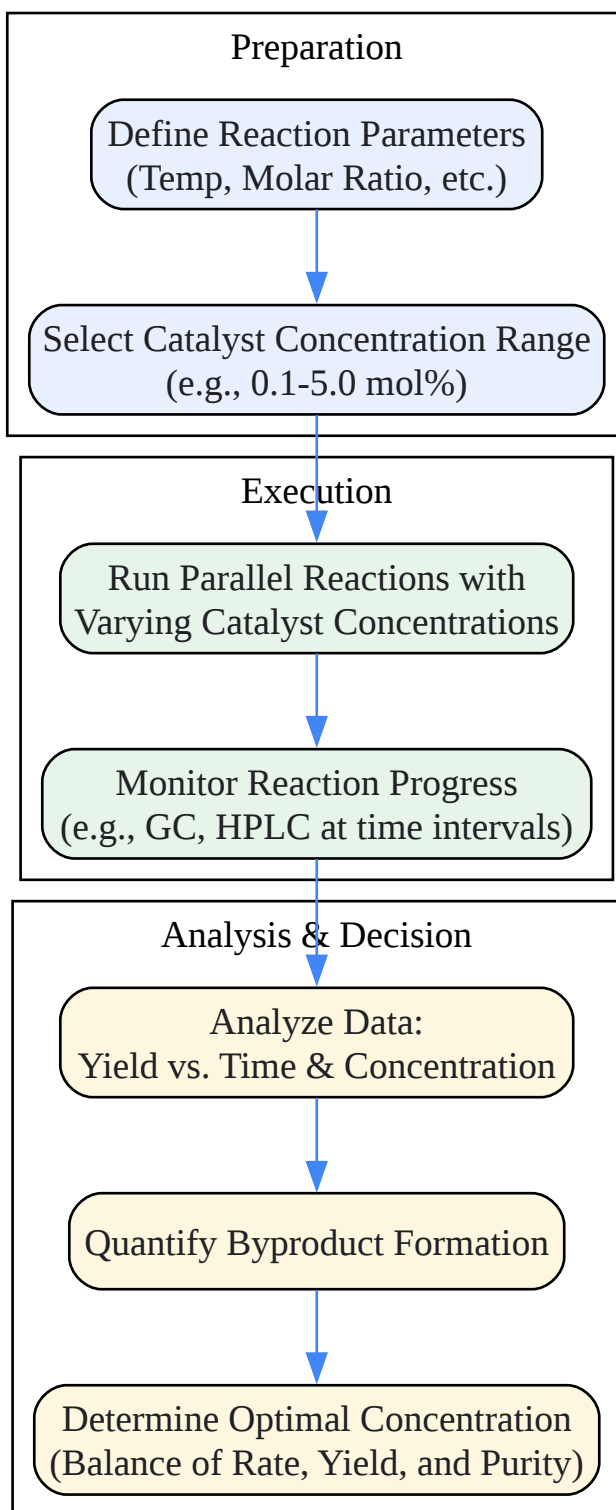 Preparation
Define Reaction Parameters
(Temp, Molar Ratio, etc.)
Select Catalyst Concentration Range
(e.g., 0.1-5.0 mol%)
Execution
Run Parallel Reactions with
Varying Catalyst Concentrations
Monitor Reaction Progress
(e.g., GC, HPLC at time intervals)
Analysis & Decision
Analyze Data:
Yield vs. Time & Concentration
Quantify Byproduct Formation
Determine Optimal Concentration
(Balance of Rate, Yield, and Purity)